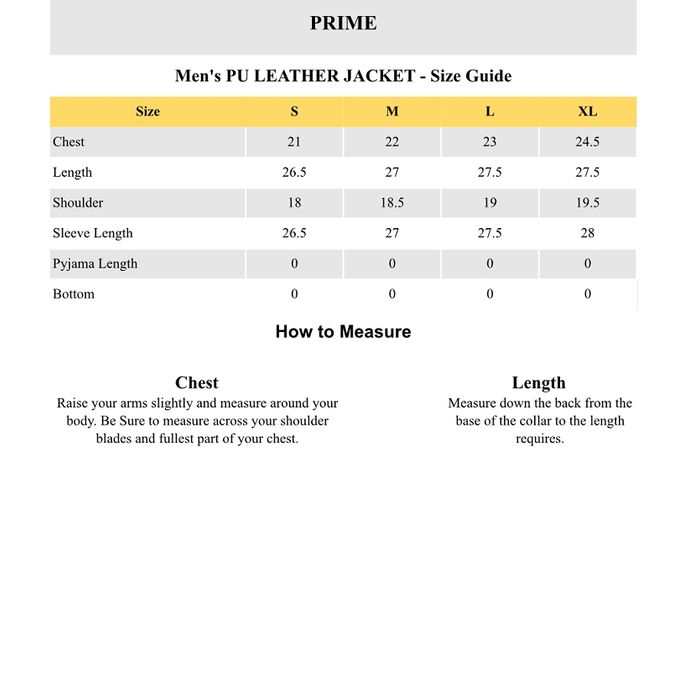 PRIME
Men's PU LEATHER JACKET - Size Guide
Size S M L XL
Chest 21 22 23 24.5
Length 26.5 27 27.5 27.5
Shoulder 18 18.5 19 19.5
Sleeve Length 26.5 27 27.5 28
Pyjama Length 0 0 0 0
Bottom 0 0 0 0
How to Measure
Chest
Raise your arms slightly and measure around your
body. Be Sure to measure across your shoulder
blades and fullest part of your chest.
Length
Measure down the back from the
base of the collar to the length
requires.